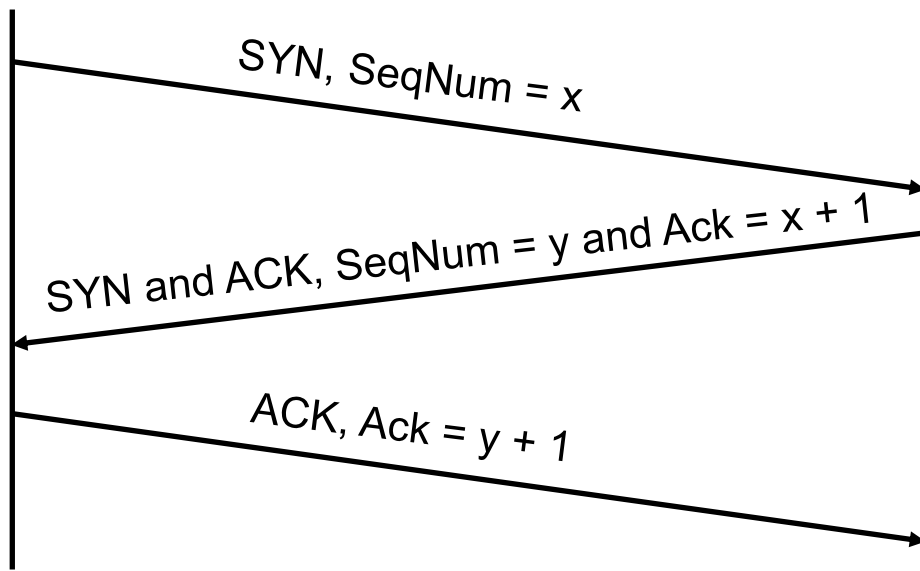 SYN, SeqNum = x
SYN and ACK, SeqNum = y and Ack = x + 1
ACK, Ack = y + 1